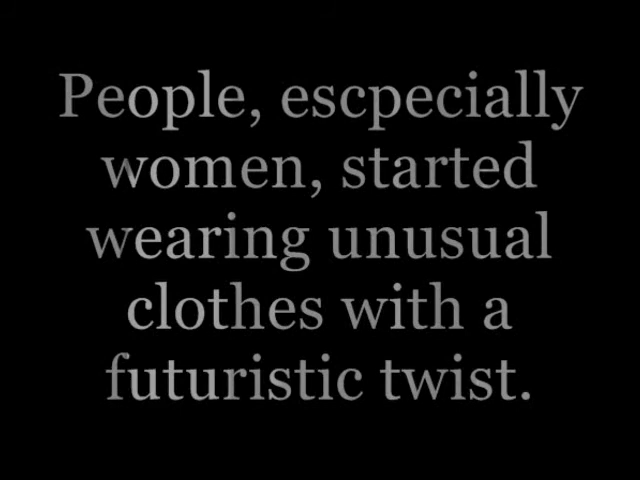 People, escpecially
women, started
wearing unusual
clothes with a
futuristic twist.